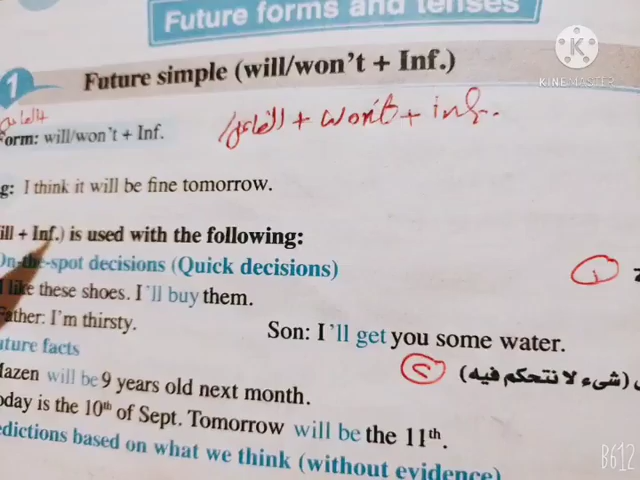 Future forms and tenses
1 Future simple (will/won't + Inf.)
orm: will/won't + Inf.
الفاعل + won't + inf.
g: I think it will be fine tomorrow.
ill + Inf.) is used with the following:
On-the-spot decisions (Quick decisions)
1
I like these shoes. I'll buy them.
Father: I'm thirsty. Son: I'll get you some water.
uture facts
2 (شىء لا نتحكم فيه)
Mazen will be 9 years old next month.
oday is the 10th of Sept. Tomorrow will be the 11th.
edictions based on what we think (without evidence)
K
KINEMASTER
B612